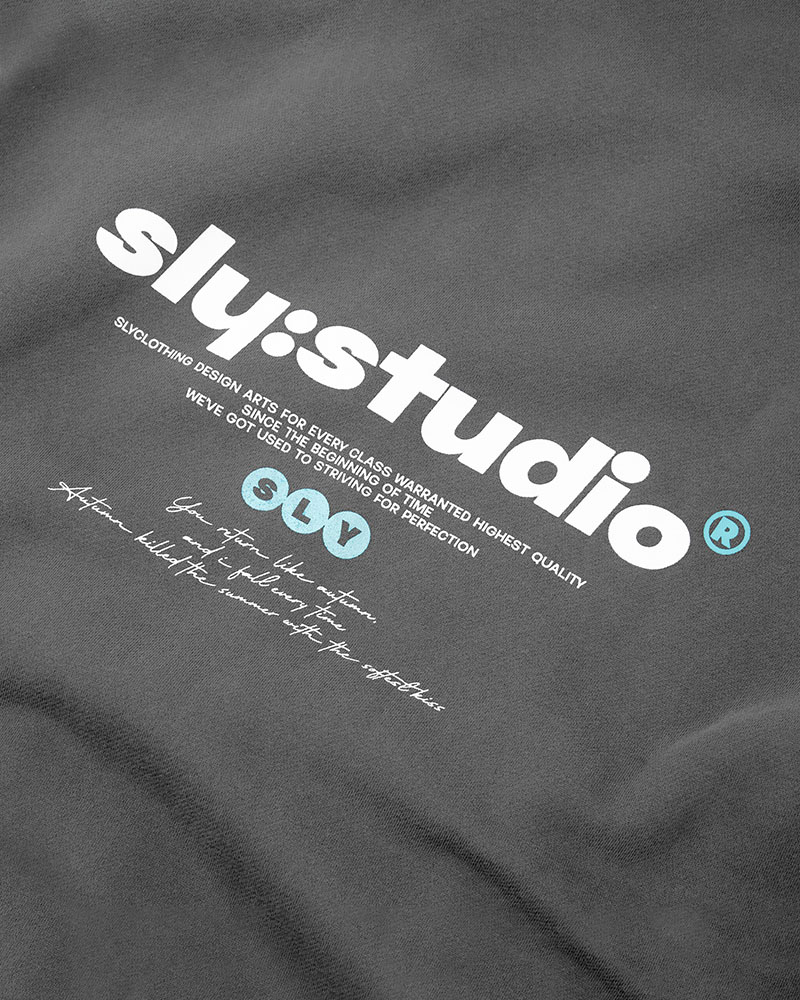 sly:studio®
SLYCLOTHING DESIGN ARTS FOR EVERY CLASS WARRANTED HIGHEST QUALITY
SINCE THE BEGINNING OF TIME
WE'VE GOT USED TO STRIVING FOR PERFECTION
SLY
You return like autumn,
and i fall every time
Autumn killed the summer with the softest kiss